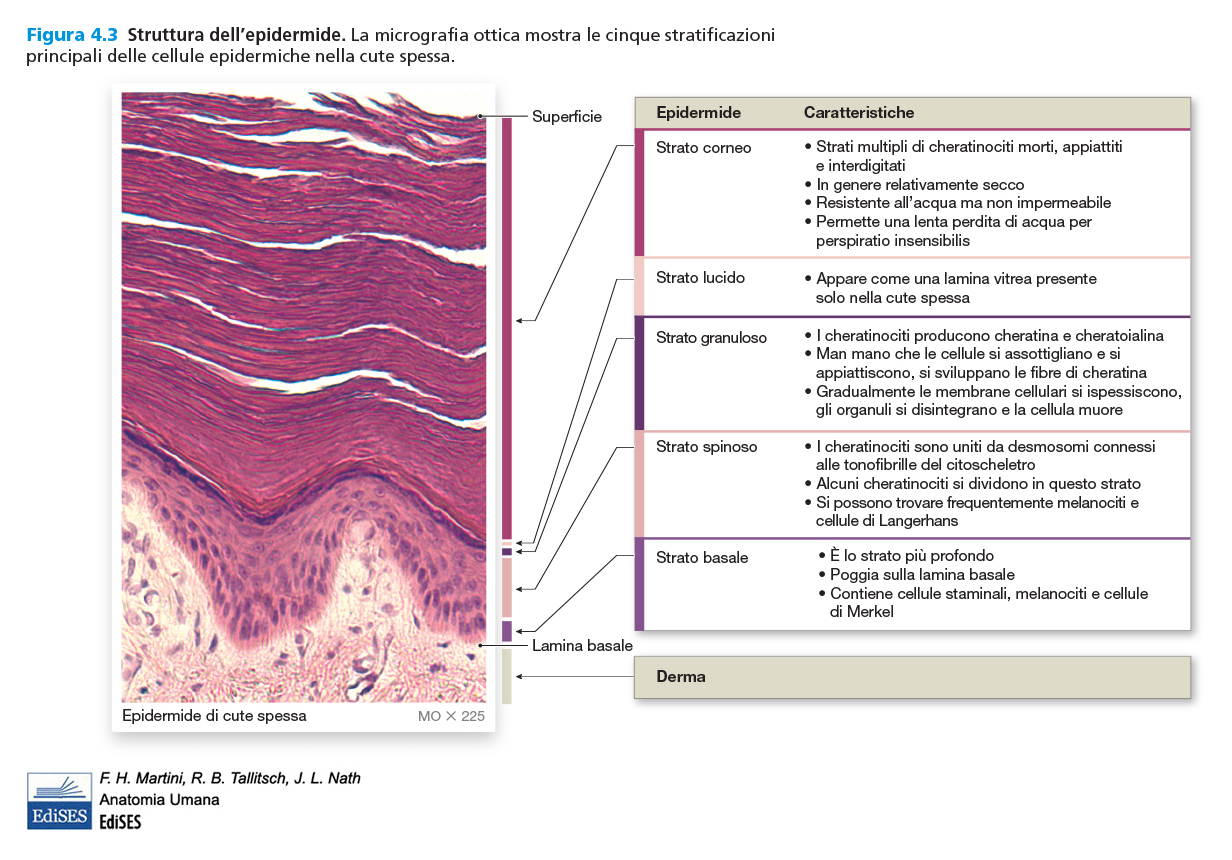 Figura 4.3 Struttura dell'epidermide. La micrografia ottica mostra le cinque stratificazioni
principali delle cellule epidermiche nella cute spessa.
Superficie
Epidermide Caratteristiche
Strato corneo
• Strati multipli di cheratinociti morti, appiattiti
e interdigitati
• In genere relativamente secco
• Resistente all'acqua ma non impermeabile
• Permette una lenta perdita di acqua per
perspiratio insensibilis
Strato lucido
• Appare come una lamina vitrea presente
solo nella cute spessa
Strato granuloso
• I cheratinociti producono cheratina e cheratoialina
• Man mano che le cellule si assottigliano e si
appiattiscono, si sviluppano le fibre di cheratina
• Gradualmente le membrane cellulari si ispessiscono,
gli organuli si disintegrano e la cellula muore
Strato spinoso
• I cheratinociti sono uniti da desmosomi connessi
alle tonofibrille del citoscheletro
• Alcuni cheratinociti si dividono in questo strato
• Si possono trovare frequentemente melanociti e
cellule di Langerhans
Strato basale
• È lo strato più profondo
• Poggia sulla lamina basale
• Contiene cellule staminali, melanociti e cellule
di Merkel
Lamina basale
Derma
Epidermide di cute spessa MO × 225
F. H. Martini, R. B. Tallitsch, J. L. Nath
Anatomia Umana
EdiSES
EdiSES